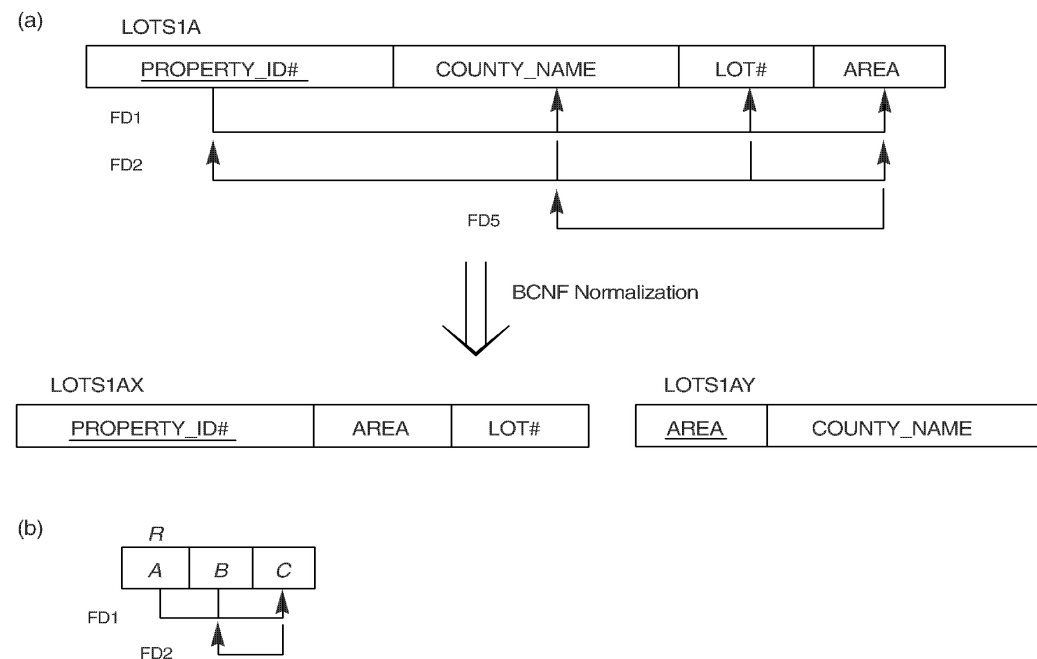 (a)
LOTS1A
PROPERTY_ID# COUNTY_NAME LOT# AREA
FD1
FD2
FD5
BCNF Normalization
LOTS1AX LOTS1AY
PROPERTY_ID# AREA LOT# AREA COUNTY_NAME
(b)
R
A B C
FD1
FD2